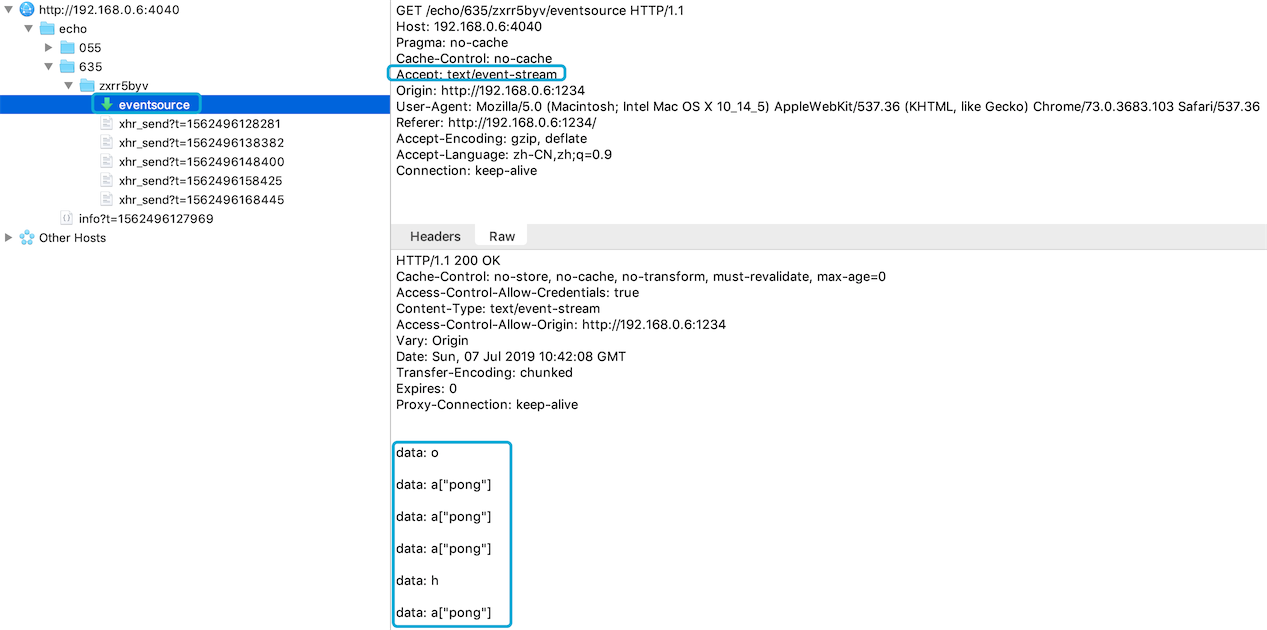 http://192.168.0.6:4040
echo
055
635
zxrr5byv
eventsource
xhr_send?t=1562496128281
xhr_send?t=1562496138382
xhr_send?t=1562496148400
xhr_send?t=1562496158425
xhr_send?t=1562496168445
info?t=1562496127969
Other Hosts
GET /echo/635/zxrr5byv/eventsource HTTP/1.1
Host: 192.168.0.6:4040
Pragma: no-cache
Cache-Control: no-cache
Accept: text/event-stream
Origin: http://192.168.0.6:1234
User-Agent: Mozilla/5.0 (Macintosh; Intel Mac OS X 10_14_5) AppleWebKit/537.36 (KHTML, like Gecko) Chrome/73.0.3683.103 Safari/537.36
Referer: http://192.168.0.6:1234/
Accept-Encoding: gzip, deflate
Accept-Language: zh-CN,zh;q=0.9
Connection: keep-alive
Headers Raw
HTTP/1.1 200 OK
Cache-Control: no-store, no-cache, no-transform, must-revalidate, max-age=0
Access-Control-Allow-Credentials: true
Content-Type: text/event-stream
Access-Control-Allow-Origin: http://192.168.0.6:1234
Vary: Origin
Date: Sun, 07 Jul 2019 10:42:08 GMT
Transfer-Encoding: chunked
Expires: 0
Proxy-Connection: keep-alive
data: o
data: a["pong"]
data: a["pong"]
data: a["pong"]
data: h
data: a["pong"]